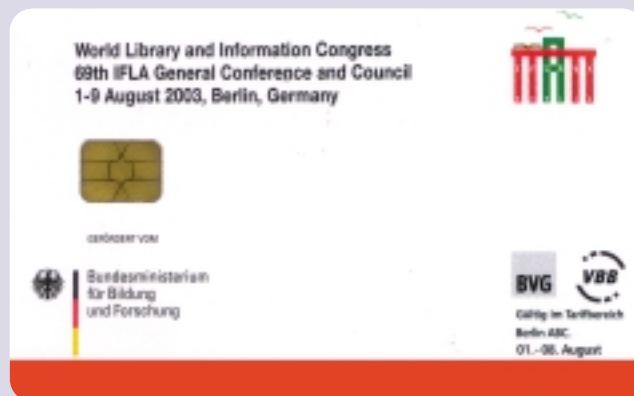 World Library and Information Congress
69th IFLA General Conference and Council
1-9 August 2003, Berlin, Germany
GEFÖRDERT VOM
Bundesministerium
für Bildung
und Forschung
BVG
VBB
Gültig im Tarifbereich
Berlin ABC.
01.-08. August